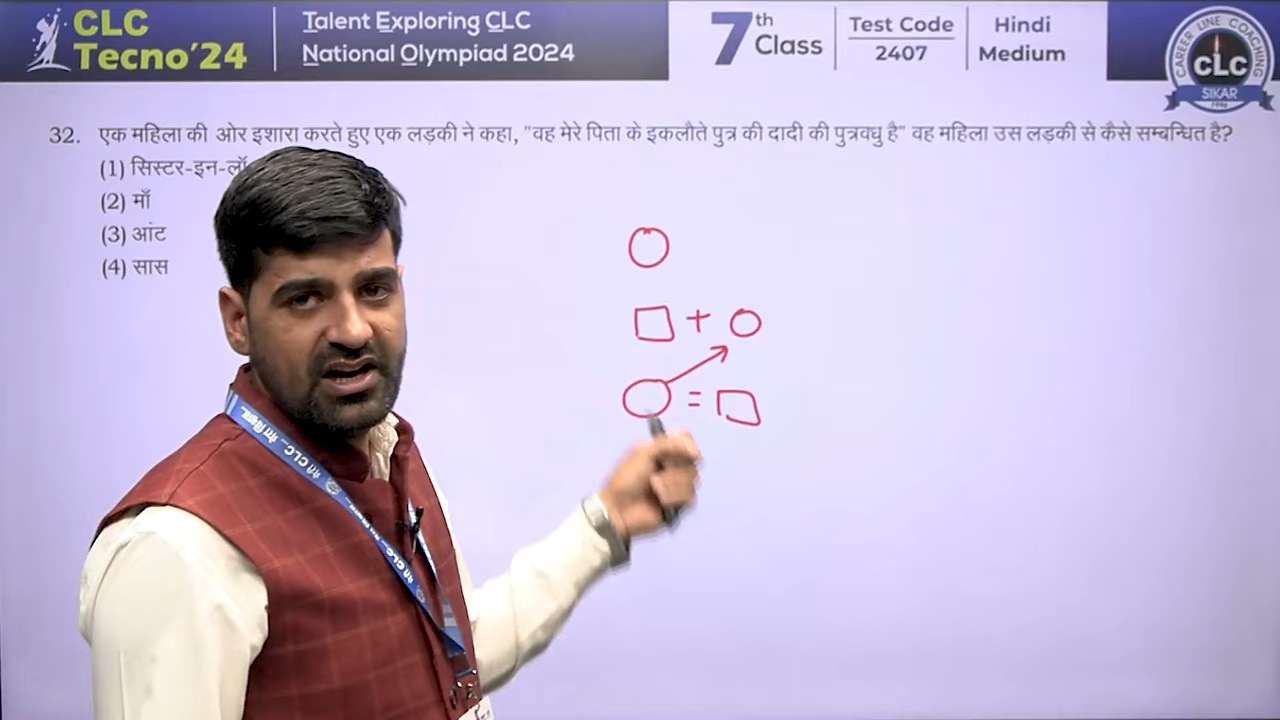 CLC
Tecno'24
Talent Exploring CLC
National Olympiad 2024
7th Class
Test Code
2407
Hindi
Medium
CAREER LINE COACHING
CLC
SIKAR
32. एक महिला की ओर इशारा करते हुए एक लड़की ने कहा, "वह मेरे पिता के इकलौते पुत्र की दादी की पुत्रवधु है" वह महिला उस लड़की से कैसे सम्बन्धित है?
(1) सिस्टर-इन-लॉ
(2) माँ
(3) आंट
(4) सास
+
=